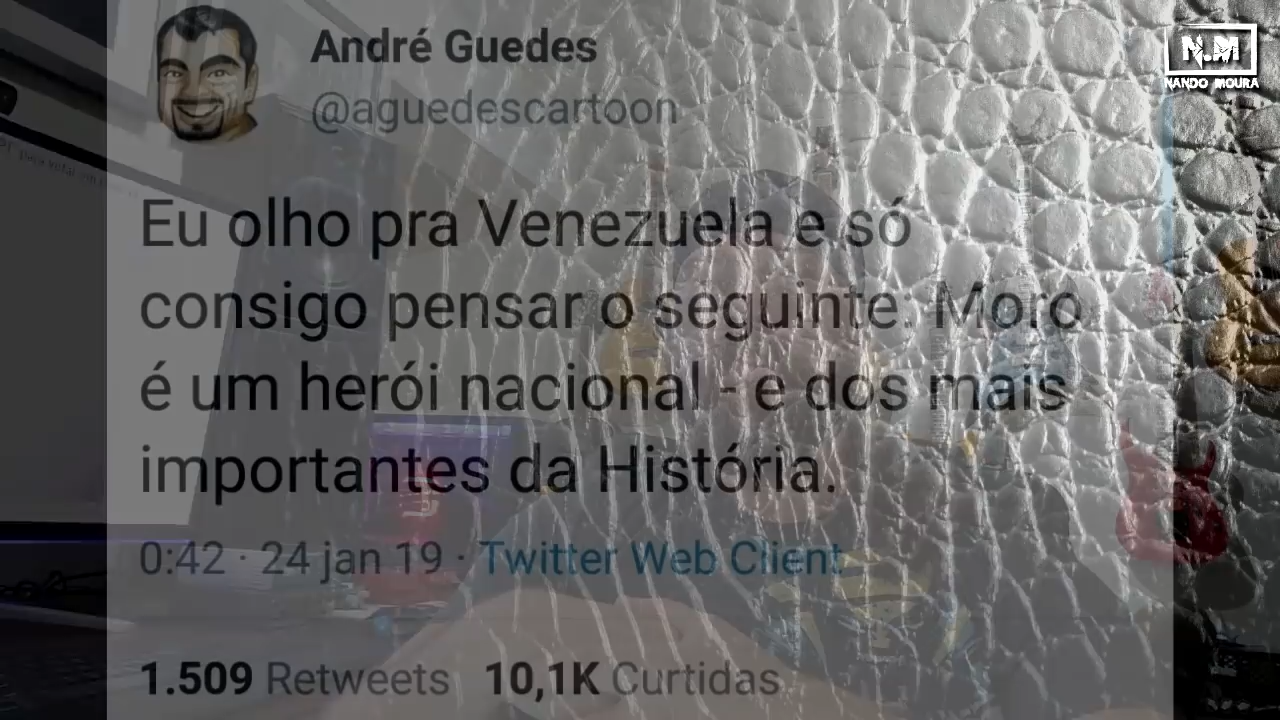 André Guedes
@aguedescartoon
Eu olho pra Venezuela e só
consigo pensar o seguinte: Moro
é um herói nacional - e dos mais
importantes da História.
0:42 · 24 jan 19 · Twitter Web Client
1.509 Retweets 10,1K Curtidas
N.M
NANDO MOURA